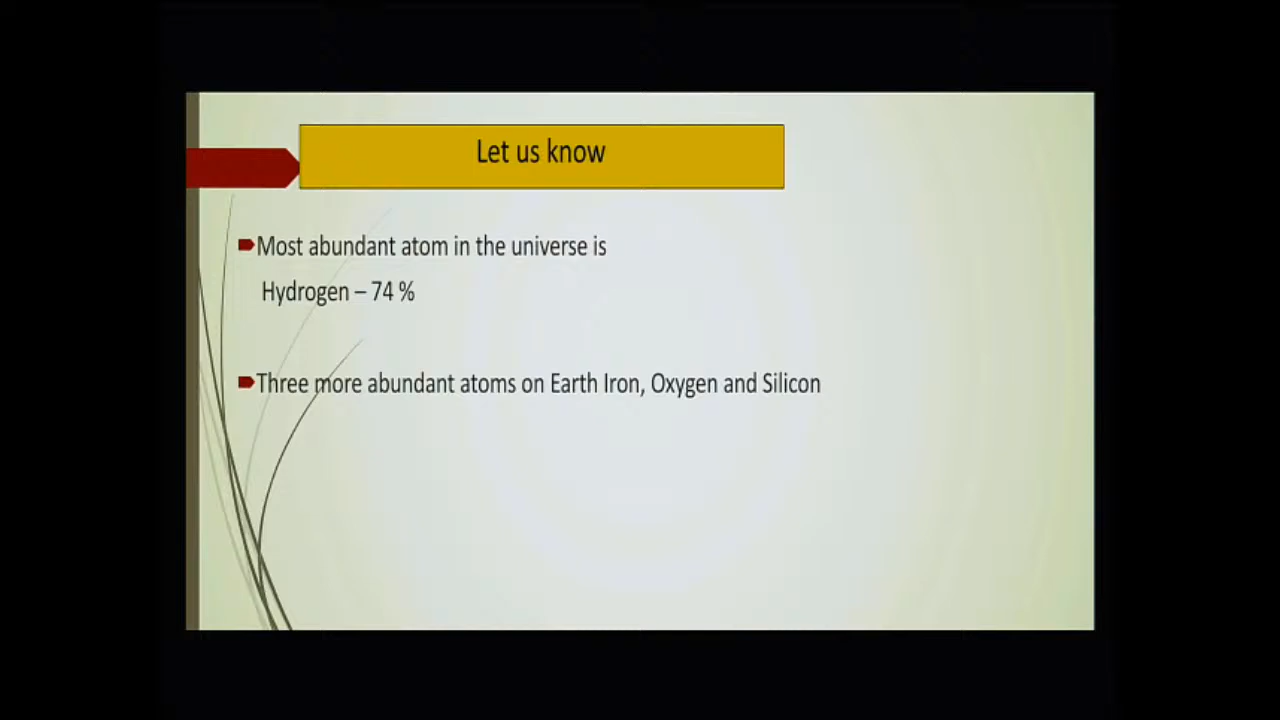 Let us know
Most abundant atom in the universe is
Hydrogen – 74 %
Three more abundant atoms on Earth Iron, Oxygen and Silicon